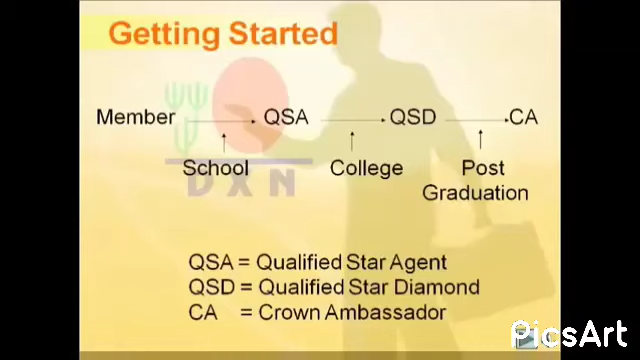 Getting Started
Member QSA QSD CA
School College Post
Graduation
DXN
QSA = Qualified Star Agent
QSD = Qualified Star Diamond
CA = Crown Ambassador
PicsArt